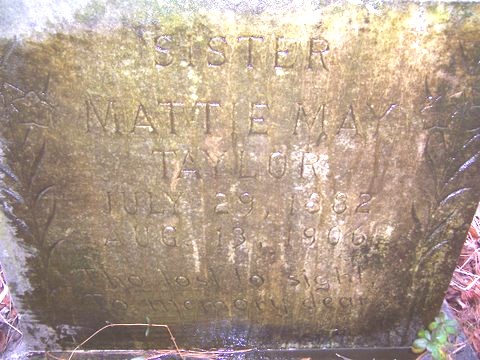 SISTER
MATTIE MAY
TAYLOR
JULY 29, 1882
AUG. 13, 1906
Tho lost to sight,
To memory dear